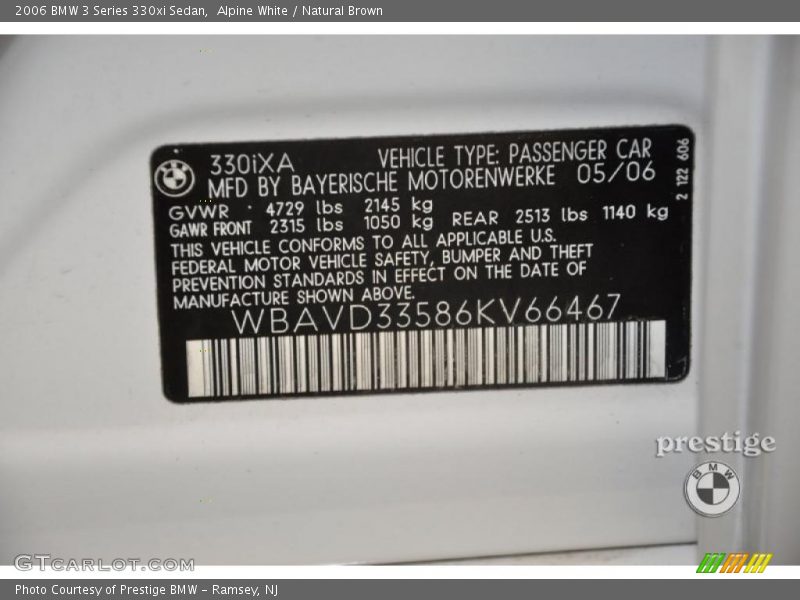 2006 BMW 3 Series 330xi Sedan,  Alpine White / Natural Brown
330iXA VEHICLE TYPE: PASSENGER CAR
MFD BY BAYERISCHE MOTORENWERKE 05/06
GVWR 4729 lbs 2145 kg
GAWR FRONT 2315 lbs 1050 kg REAR 2513 lbs 1140 kg
THIS VEHICLE CONFORMS TO ALL APPLICABLE U.S.
FEDERAL MOTOR VEHICLE SAFETY, BUMPER AND THEFT
PREVENTION STANDARDS IN EFFECT ON THE DATE OF
MANUFACTURE SHOWN ABOVE.
WBAVD33586KV66467
2 122 606
prestige
BMW
GTcarlot.com
Photo Courtesy of Prestige BMW - Ramsey, NJ